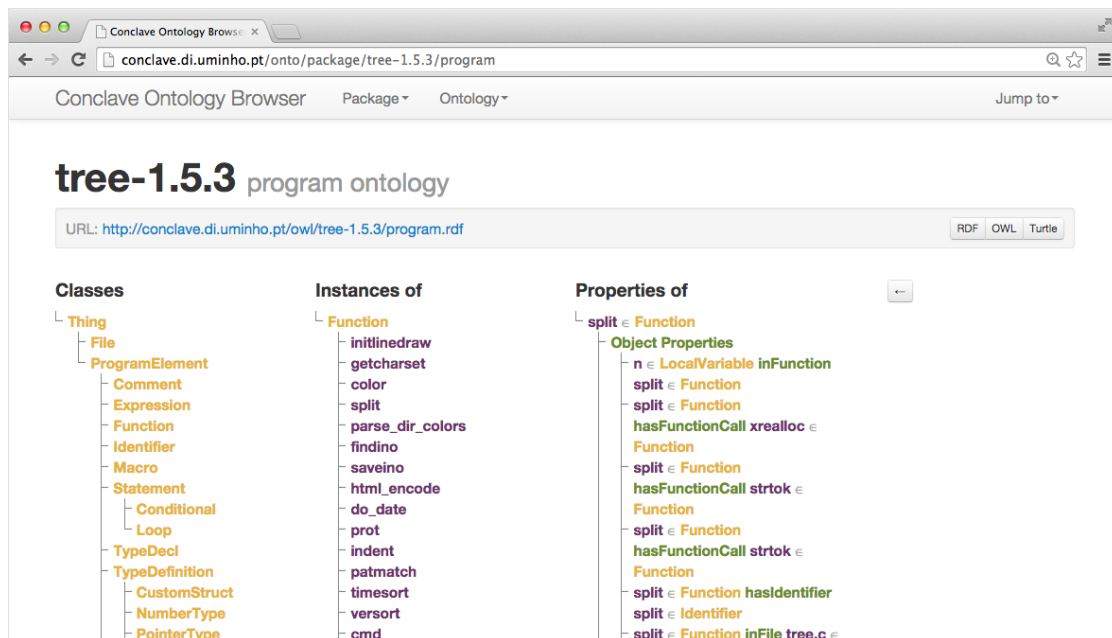 Conclave Ontology Browse
conclave.di.uminho.pt/onto/package/tree-1.5.3/program
Conclave Ontology Browser Package Ontology Jump to
tree-1.5.3 program ontology
URL: http://conclave.di.uminho.pt/owl/tree-1.5.3/program.rdf RDF OWL Turtle
Classes
Thing
File
ProgramElement
Comment
Expression
Function
Identifier
Macro
Statement
Conditional
Loop
TypeDecl
TypeDefinition
CustomStruct
NumberType
PointerType
Instances of
Function
initlinedraw
getcharset
color
split
parse_dir_colors
findino
saveino
html_encode
do_date
prot
indent
patmatch
timesort
versort
cmd
Properties of ←
split ∈ Function
Object Properties
n ∈ LocalVariable inFunction
split ∈ Function
split ∈ Function
hasFunctionCall xrealloc ∈
Function
split ∈ Function
hasFunctionCall strtok ∈
Function
split ∈ Function
hasFunctionCall strtok ∈
Function
split ∈ Function hasIdentifier
split ∈ Identifier
split ∈ Function inFile tree.c ∈